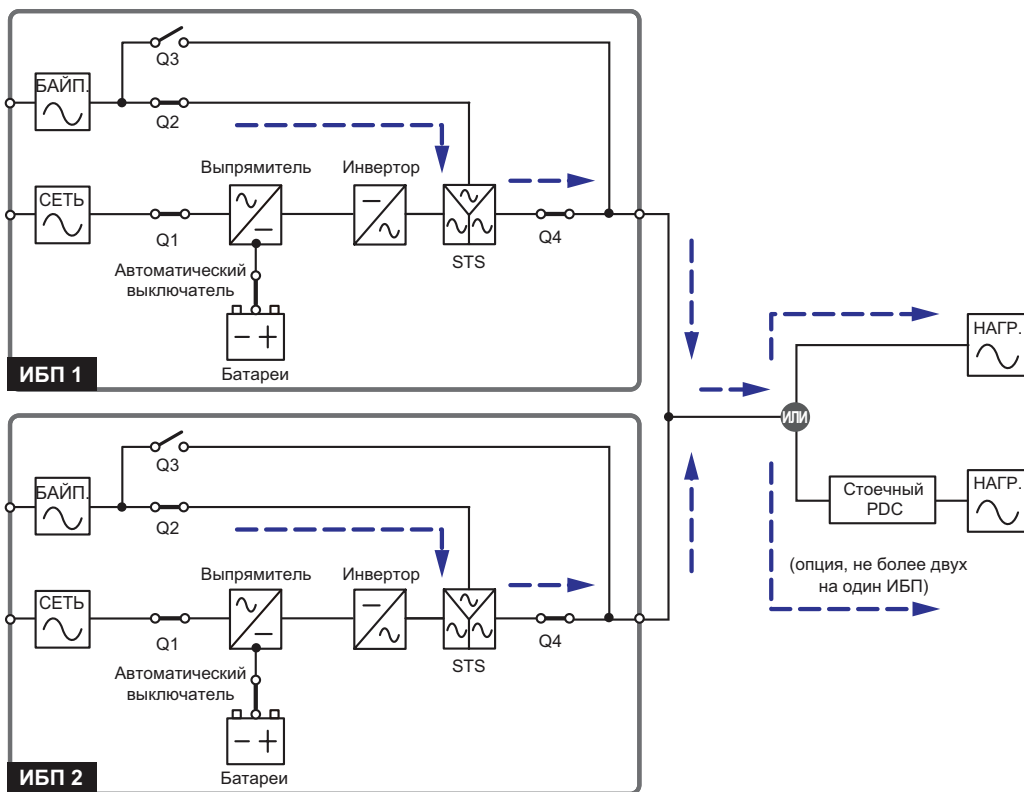 Q3
БАЙП.
Q2
Выпрямитель
Инвертор
СЕТЬ
Q1
STS
Q4
Автоматический
выключатель
Батареи
ИБП 1
НАГР.
ИЛИ
Стоечный
PDC
НАГР.
(опция, не более двух
на один ИБП)
Q3
БАЙП.
Q2
Выпрямитель
Инвертор
СЕТЬ
Q1
STS
Q4
Автоматический
выключатель
Батареи
ИБП 2